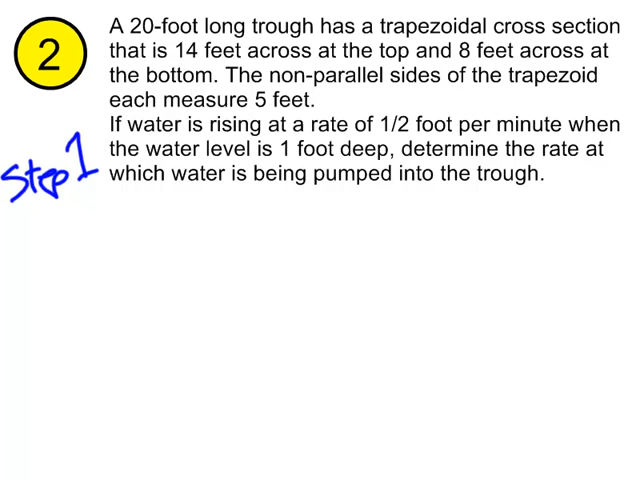 2
A 20-foot long trough has a trapezoidal cross section
that is 14 feet across at the top and 8 feet across at
the bottom. The non-parallel sides of the trapezoid
each measure 5 feet.
If water is rising at a rate of 1/2 foot per minute when
the water level is 1 foot deep, determine the rate at
which water is being pumped into the trough.
Step 1